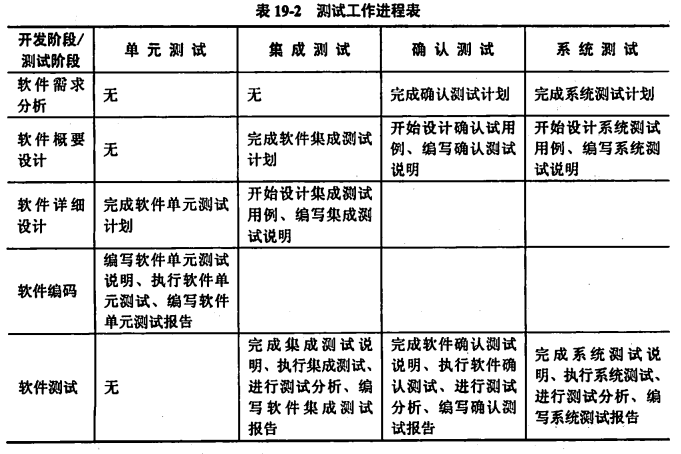 表 19-2 测试工作进程表
开发阶段/
测试阶段
单元测试
集成测试
确认测试
系统测试
软件需求
分析
无
无
完成确认测试计划
完成系统测试计划
软件概要
设计
无
完成软件集成测试
计划
开始设计确认试用
例、编写确认测试
说明
开始设计系统测试
用例、编写系统测
试说明
软件详细
设计
完成软件单元测试
计划
开始设计集成测试
用例、编写集成测
试说明
软件编码
编写软件单元测试
说明、执行软件单
元测试、编写软件
单元测试报告
软件测试
无
完成集成测试说
明、执行集成测试、
进行测试分析、编
写软件集成测试
报告
完成软件确认测试
说明、执行软件确
认测试、进行测试
分析、编写确认测
试报告
完成系统测试说
明、执行系统测试、
进行测试分析、编
写系统测试报告